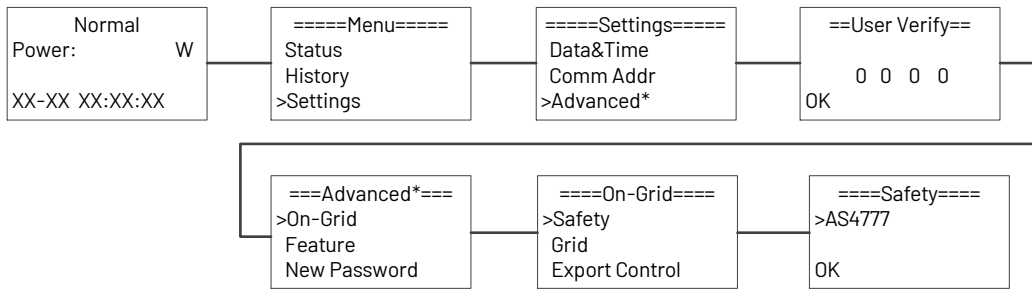 Normal
Power: W
XX-XX XX:XX:XX
=====Menu=====
Status
History
>Settings
=====Settings=====
Data&Time
Comm Addr
>Advanced*
==User Verify==
0 0 0 0
OK
===Advanced*===
>On-Grid
Feature
New Password
====On-Grid====
>Safety
Grid
Export Control
====Safety====
>AS4777
OK